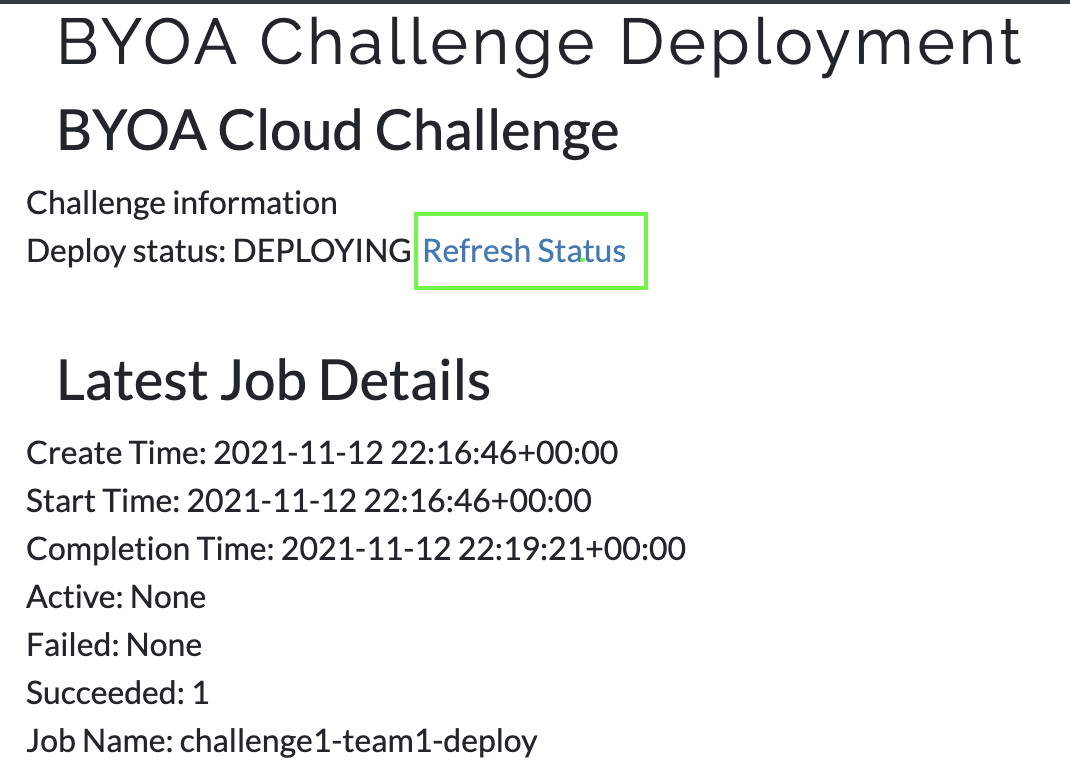 BYOA Challenge Deployment
BYOA Cloud Challenge
Challenge information
Deploy status: DEPLOYING Refresh Status
Latest Job Details
Create Time: 2021-11-12 22:16:46+00:00
Start Time: 2021-11-12 22:16:46+00:00
Completion Time: 2021-11-12 22:19:21+00:00
Active: None
Failed: None
Succeeded: 1
Job Name: challenge1-team1-deploy